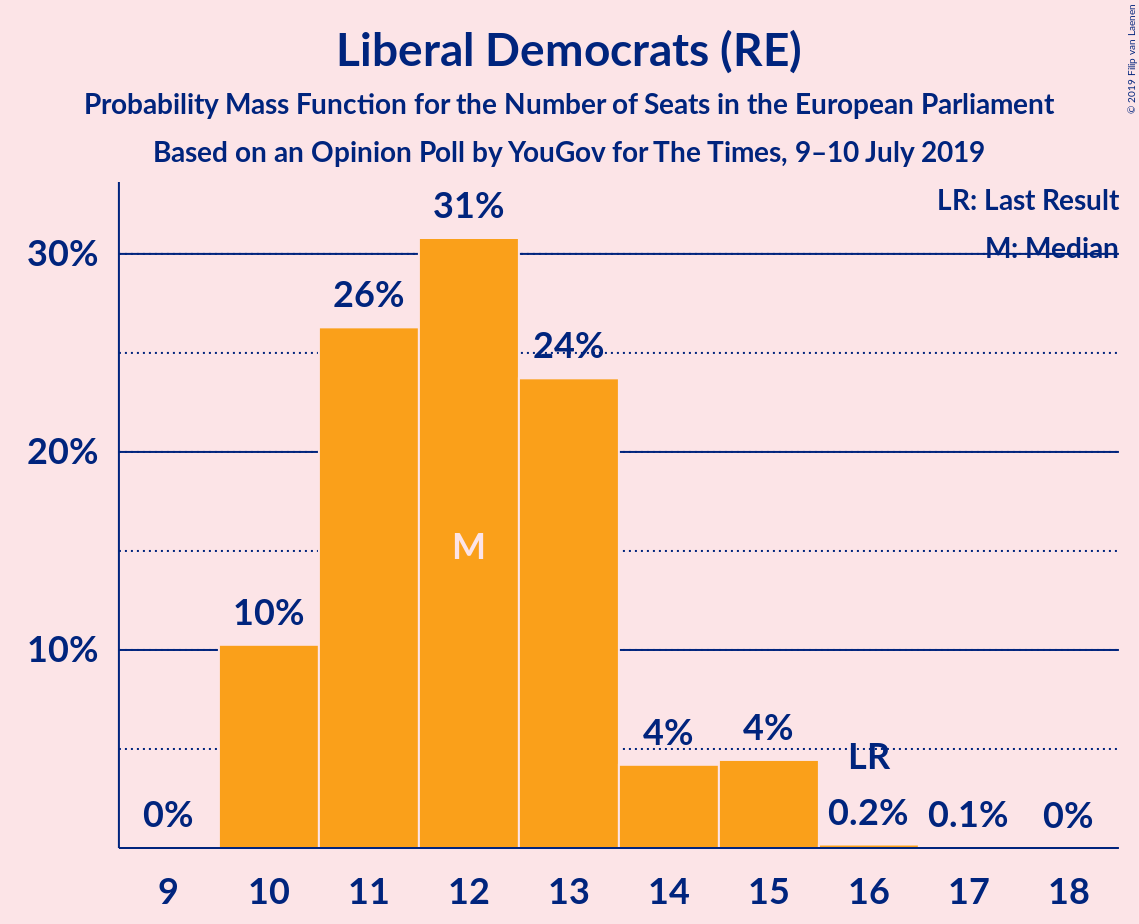 Liberal Democrats (RE)
Probability Mass Function for the Number of Seats in the European Parliament
Based on an Opinion Poll by YouGov for The Times, 9–10 July 2019
© 2019 Filip van Laenen
LR: Last Result
M: Median
30%
20%
10%
0%
10%
26%
31%
M
24%
4%
4%
LR
0.2%
0.1%
0%
9
10
11
12
13
14
15
16
17
18